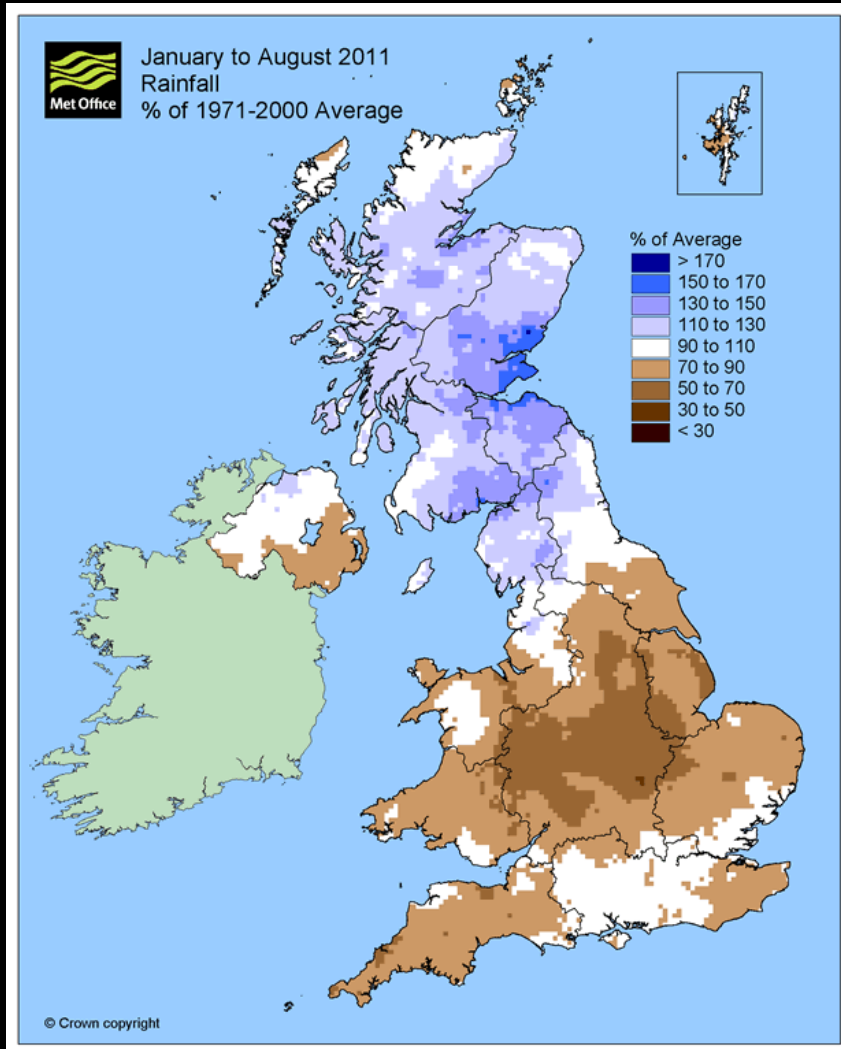 January to August 2011
Rainfall
% of 1971-2000 Average
Met Office
% of Average
> 170
150 to 170
130 to 150
110 to 130
90 to 110
70 to 90
50 to 70
30 to 50
< 30
© Crown copyright